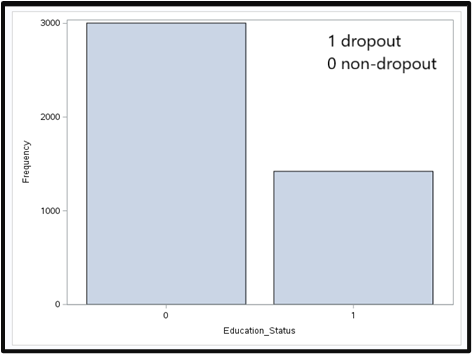 3000
1 dropout
0 non-dropout
2000
Frequency
1000
0
0 1
Education_Status